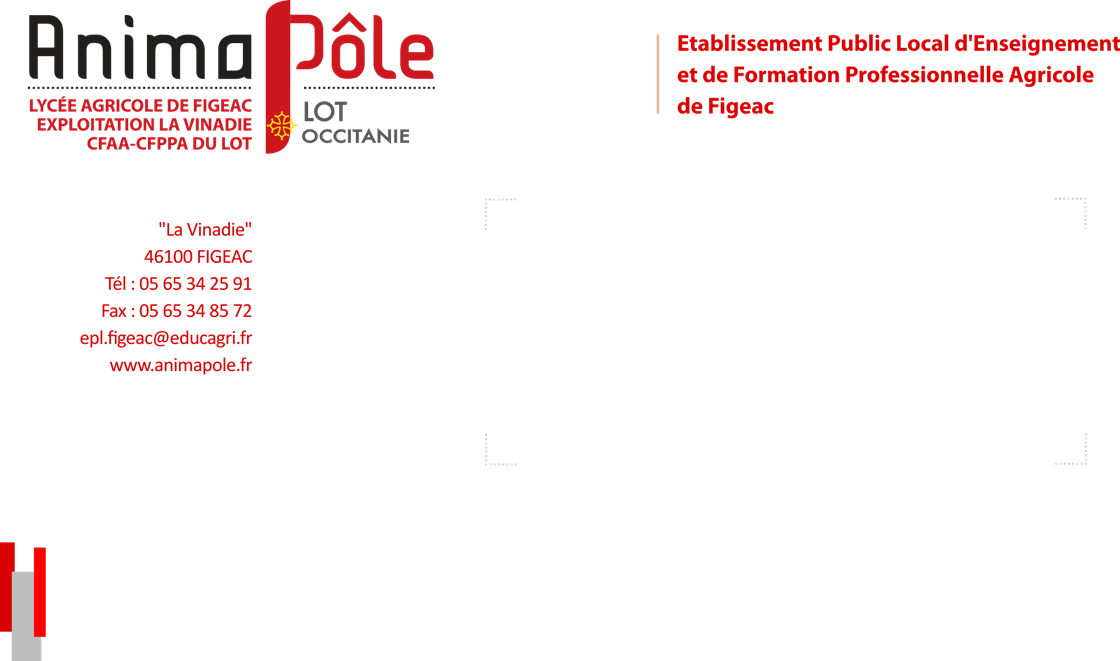 Anima Pôle
LYCÉE AGRICOLE DE FIGEAC
EXPLOITATION LA VINADIE
CFAA-CFPPA DU LOT
LOT
OCCITANIE
Etablissement Public Local d'Enseignement
et de Formation Professionnelle Agricole
de Figeac
"La Vinadie"
46100 FIGEAC
Tél : 05 65 34 25 91
Fax : 05 65 34 85 72
epl.figeac@educagri.fr
www.animapole.fr